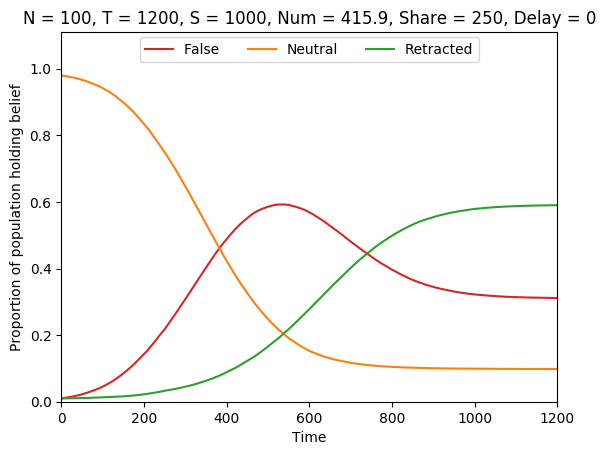 N = 100, T = 1200, S = 1000, Num = 415.9, Share = 250, Delay = 0
False Neutral Retracted
Proportion of population holding belief
1.0
0.8
0.6
0.4
0.2
0.0
0 200 400 600 800 1000 1200
Time